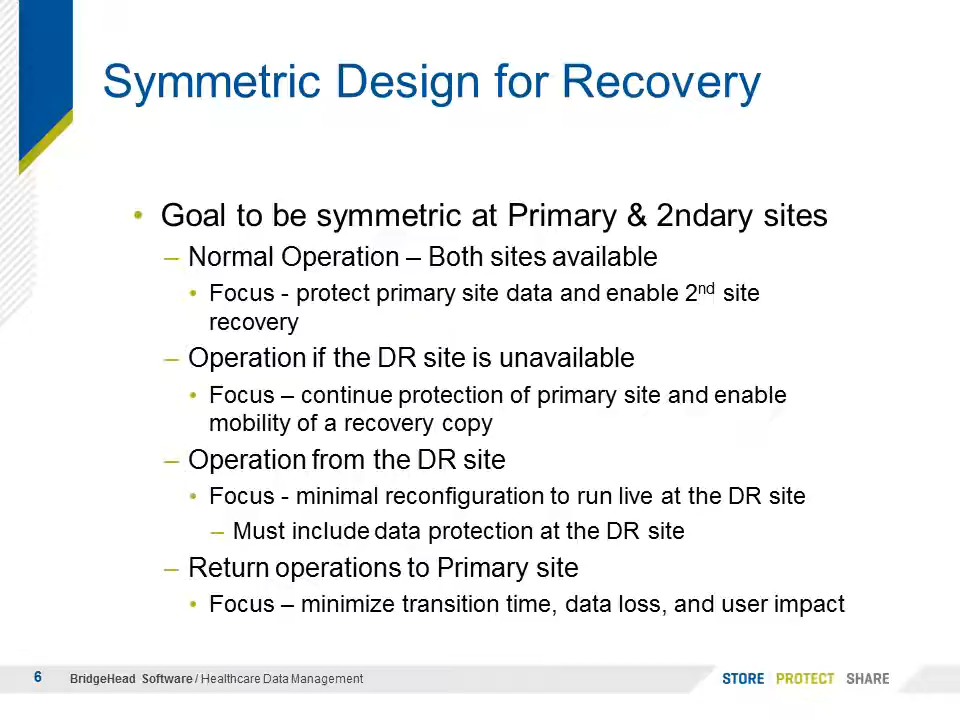 Symmetric Design for Recovery
• Goal to be symmetric at Primary & 2ndary sites
– Normal Operation – Both sites available
• Focus - protect primary site data and enable 2nd site
recovery
– Operation if the DR site is unavailable
• Focus – continue protection of primary site and enable
mobility of a recovery copy
– Operation from the DR site
• Focus - minimal reconfiguration to run live at the DR site
– Must include data protection at the DR site
– Return operations to Primary site
• Focus – minimize transition time, data loss, and user impact
6 BridgeHead Software / Healthcare Data Management STORE PROTECT SHARE